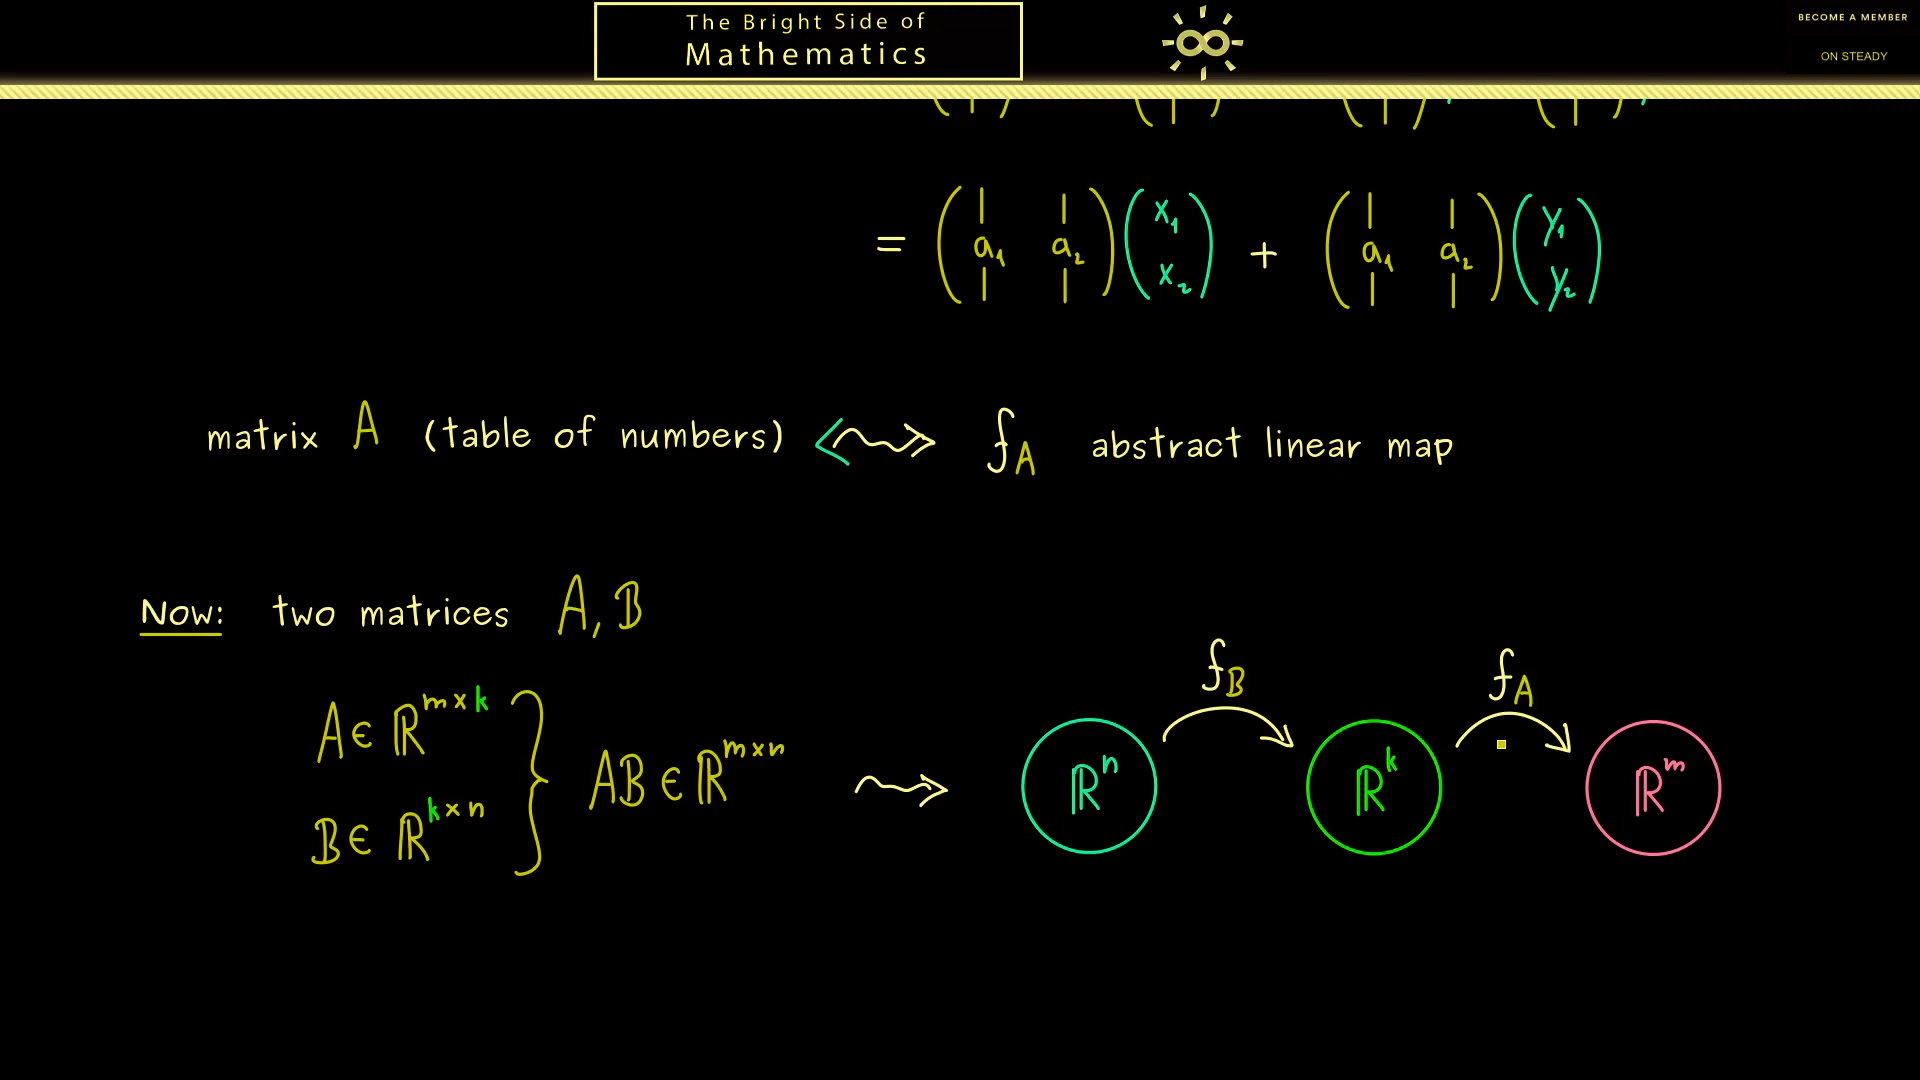 The Bright Side of
Mathematics
BECOME A MEMBER
ON STEADY
= ( a₁ a₂ ) ( x₁ x₂ ) + ( a₁ a₂ ) ( y₁ y₂ )
matrix A (table of numbers) f_A abstract linear map
Now: two matrices A, B
f_B f_A
A ∈ ℝ^{m×k}
B ∈ ℝ^{k×n}
AB ∈ ℝ^{m×n}
ℝ^n ℝ^k ℝ^m